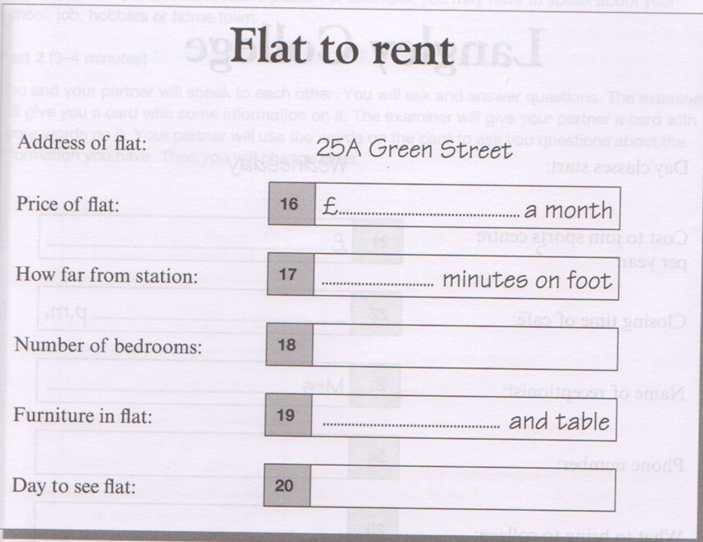 Flat to rent
Address of flat: 25A Green Street
Price of flat: 16 £.......................................... a month
How far from station: 17 .......................... minutes on foot
Number of bedrooms: 18
Furniture in flat: 19 .......................................... and table
Day to see flat: 20